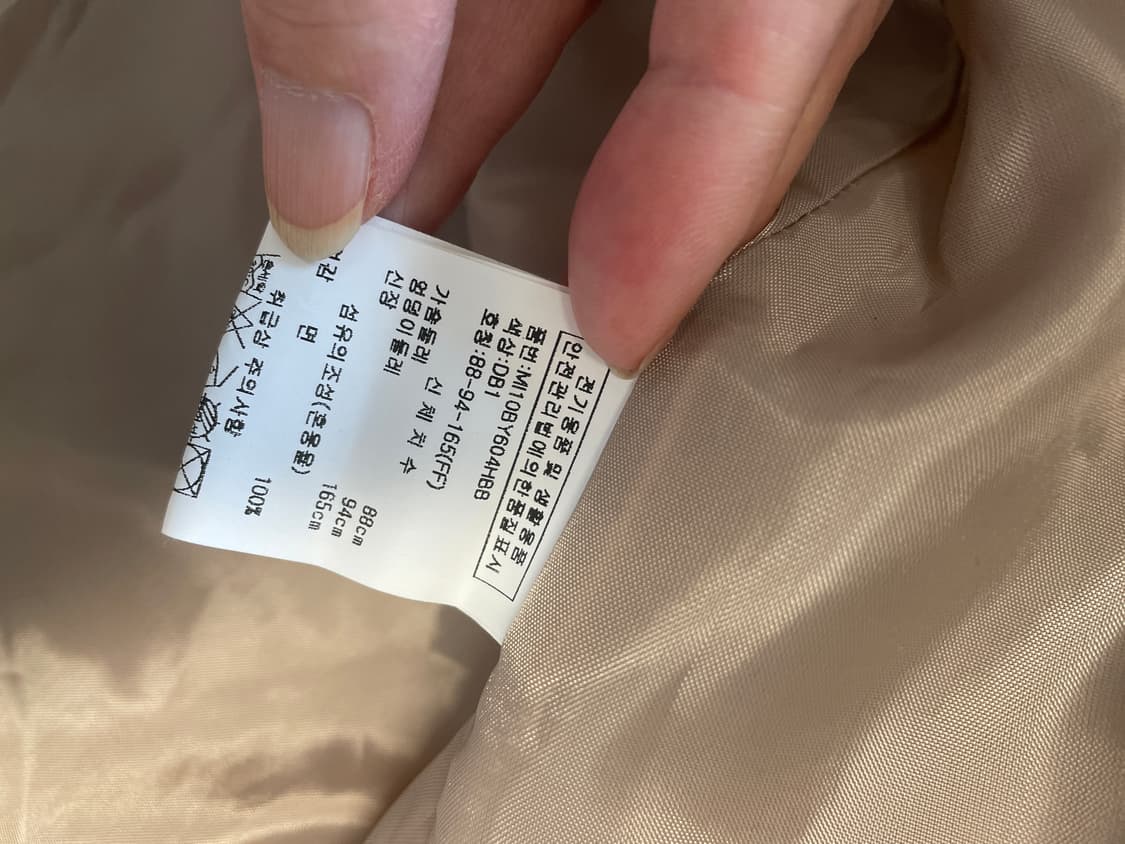 전기용품 및 생활용품
안전관리법에의한품질표시
품번:MI10BY604HBB
색상:DB1
호칭:88-94-165(FF)
신 체 치 수
가슴둘레 88cm
엉덩이둘레 94cm
신장 165cm
섬유의조성(혼용율)
겉감 면 100%
취급상 주의사항